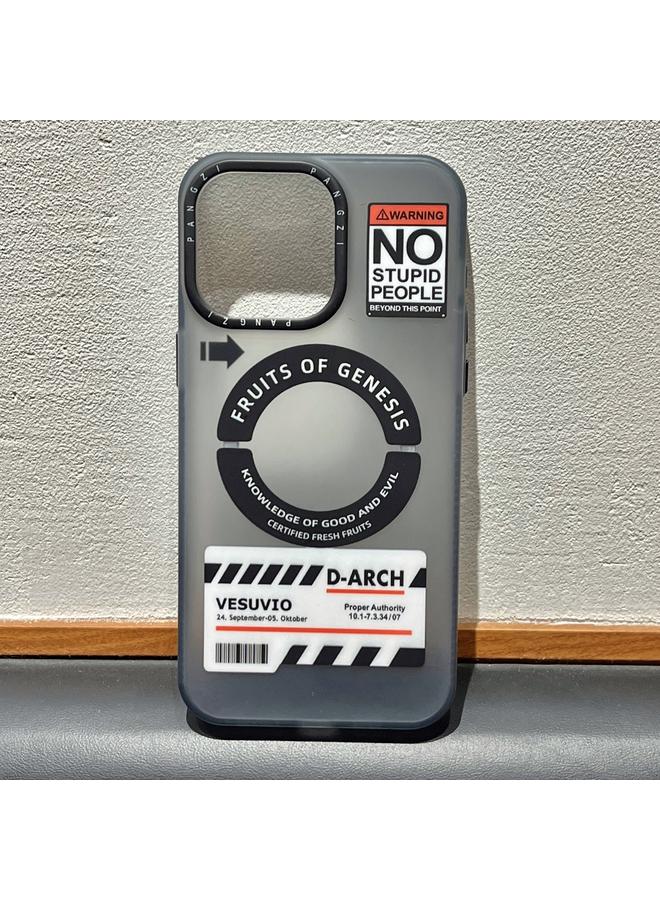 PANGZI
PANGZI
PANGZI
⚠WARNING
NO
STUPID
PEOPLE
BEYOND THIS POINT
FRUITS OF GENESIS
KNOWLEDGE OF GOOD AND EVIL
CERTIFIED FRESH FRUITS
D-ARCH
VESUVIO
24. September-05. Oktober
Proper Authority
10.1-7.3.34/07